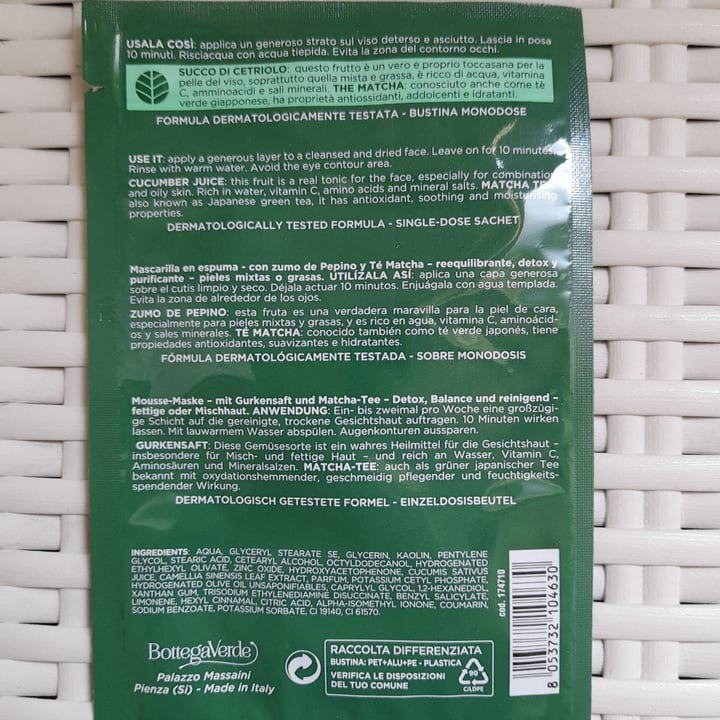 USALA COSÌ: applica un generoso strato sul viso deterso e asciutto. Lascia in posa
10 minuti. Risciacqua con acqua tiepida. Evita la zona del contorno occhi.
SUCCO DI CETRIOLO: questo frutto è un vero e proprio toccasana per la
pelle del viso, soprattutto quella mista e grassa, è ricco di acqua, vitamina
C, amminoacidi e sali minerali. THE MATCHA: conosciuto anche come tè
verde giapponese, ha proprietà antiossidanti, addolcenti e idratanti.
FORMULA DERMATOLOGICAMENTE TESTATA - BUSTINA MONODOSE
USE IT: apply a generous layer to a cleansed and dried face. Leave on for 10 minutes.
Rinse with warm water. Avoid the eye contour area.
CUCUMBER JUICE: this fruit is a real tonic for the face, especially for combination
and oily skin. Rich in water, vitamin C, amino acids and mineral salts. MATCHA TEA:
also known as Japanese green tea, it has antioxidant, soothing and moisturising
properties.
DERMATOLOGICALLY TESTED FORMULA - SINGLE-DOSE SACHET
Mascarilla en espuma - con zumo de Pepino y Té Matcha – reequilibrante, detox y
purificante – pieles mixtas o grasas. UTILÍZALA ASÍ: aplica una capa generosa
sobre el cutis limpio y seco. Déjala actuar 10 minutos. Enjuágala con agua templada.
Evita la zona de alrededor de los ojos.
ZUMO DE PEPINO: esta fruta es una verdadera maravilla para la piel de cara,
especialmente para pieles mixtas y grasas, y es rico en agua, vitamina C, aminoácid-
os y sales minerales. TÉ MATCHA: conocido también como té verde japonés, tiene
propiedades antioxidantes, suavizantes e hidratantes.
FÓRMULA DERMATOLÓGICAMENTE TESTADA - SOBRE MONODOSIS
Mousse-Maske – mit Gurkensaft und Matcha-Tee – Detox, Balance und reinigend –
fettige oder Mischhaut. ANWENDUNG: Ein- bis zweimal pro Woche eine großzügi-
ge Schicht auf die gereinigte, trockene Gesichtshaut auftragen. 10 Minuten wirken
lassen. Mit lauwarmem Wasser abspülen. Augenkonturen aussparen.
GURKENSAFT: Diese Gemüsesorte ist ein wahres Heilmittel für die Gesichtshaut –
insbesondere für Misch- und fettige Haut – und reich an Wasser, Vitamin C,
Aminosäuren und Mineralsalzen. MATCHA-TEE: auch als grüner japanischer Tee
bekannt mit oxydationshemmender, geschmeidig pflegender und feuchtigkeits-
spendender Wirkung.
DERMATOLOGISCH GETESTETE FORMEL - EINZELDOSISBEUTEL
INGREDIENTS: AQUA, GLYCERYL STEARATE SE, GLYCERIN, KAOLIN, PENTYLENE
GLYCOL, STEARIC ACID, CETEARYL ALCOHOL, OCTYLDODECANOL, HYDROGENATED
ETHYLHEXYL OLIVATE, ZINC OXIDE, HYDROXYACETOPHENONE, CUCUMIS SATIVUS
JUICE, CAMELLIA SINENSIS LEAF EXTRACT, PARFUM, POTASSIUM CETYL PHOSPHATE,
HYDROGENATED OLIVE OIL UNSAPONIFIABLES, CAPRYLYL GLYCOL, 1,2-HEXANEDIOL,
XANTHAN GUM, TRISODIUM ETHYLENEDIAMINE DISUCCINATE, BENZYL SALICYLATE,
LIMONENE, HEXYL CINNAMAL, CITRIC ACID, ALPHA-ISOMETHYL IONONE, COUMARIN,
SODIUM BENZOATE, POTASSIUM SORBATE, CI 19140, CI 61570.
cod. 174710
8 053732 104630
BottegaVerde
Palazzo Massaini
Pienza (Si) - Made in Italy
RACCOLTA DIFFERENZIATA
BUSTINA: PET+ALU+PE - PLASTICA
VERIFICA LE DISPOSIZIONI
DEL TUO COMUNE
90
C/LDPE